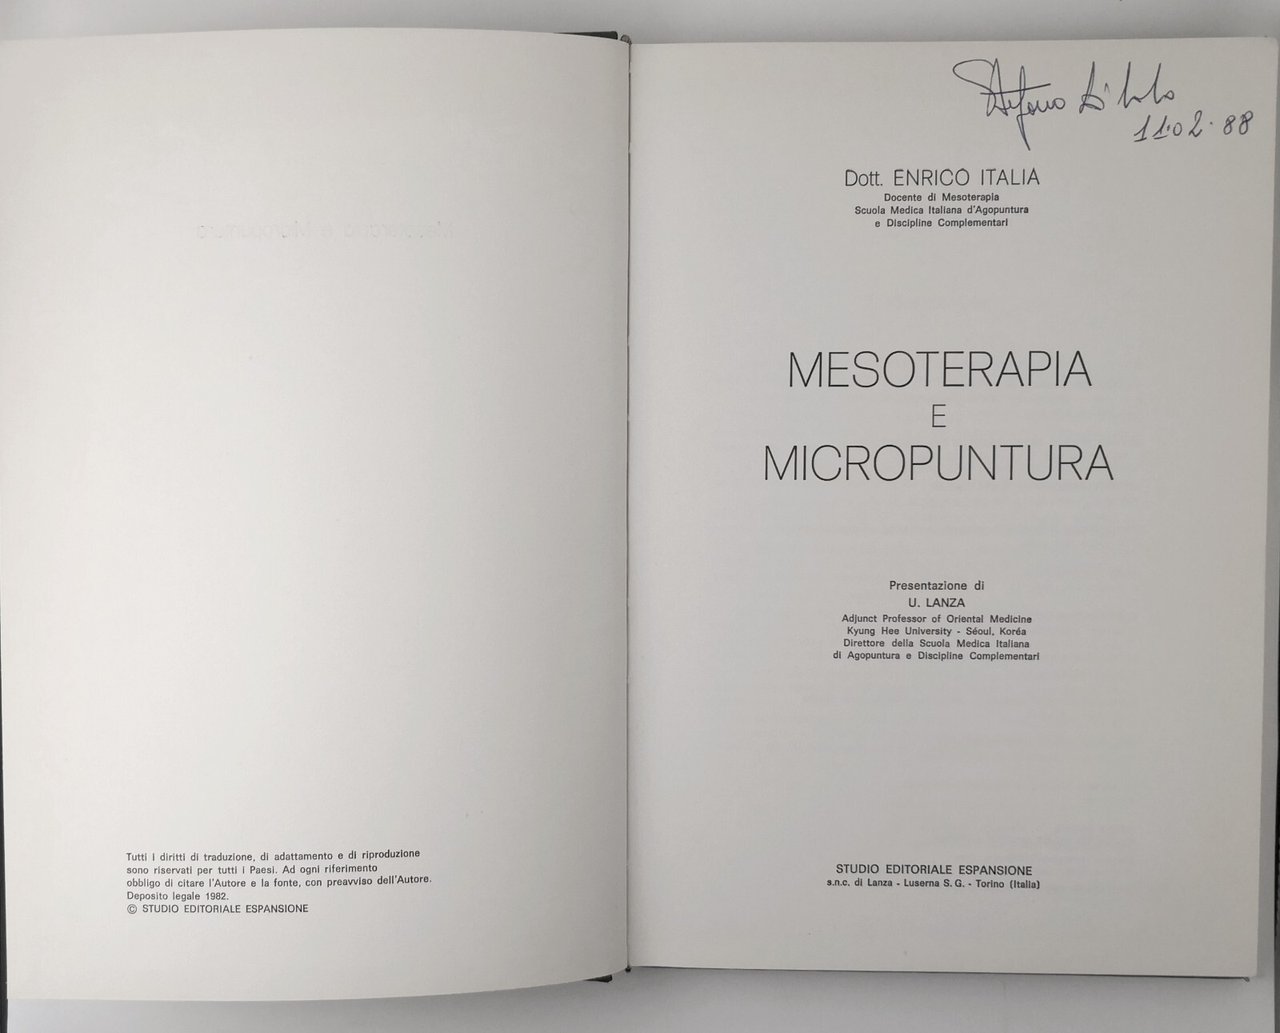 Tutti i diritti di traduzione, di adattamento e di riproduzione
sono riservati per tutti i Paesi. Ad ogni riferimento
obbligo di citare l'Autore e la fonte, con preavviso dell'Autore.
Deposito legale 1982.
© STUDIO EDITORIALE ESPANSIONE
Stefano
11.02.88
Dott. ENRICO ITALIA
Docente di Mesoterapia
Scuola Medica Italiana d'Agopuntura
e Discipline Complementari
MESOTERAPIA
E
MICROPUNTURA
Presentazione di
U. LANZA
Adjunct Professor of Oriental Medicine
Kyung Hee University - Séoul, Koréa
Direttore della Scuola Medica Italiana
di Agopuntura e Discipline Complementari
STUDIO EDITORIALE ESPANSIONE
s.n.c. di Lanza - Luserna S. G. - Torino (Italia)